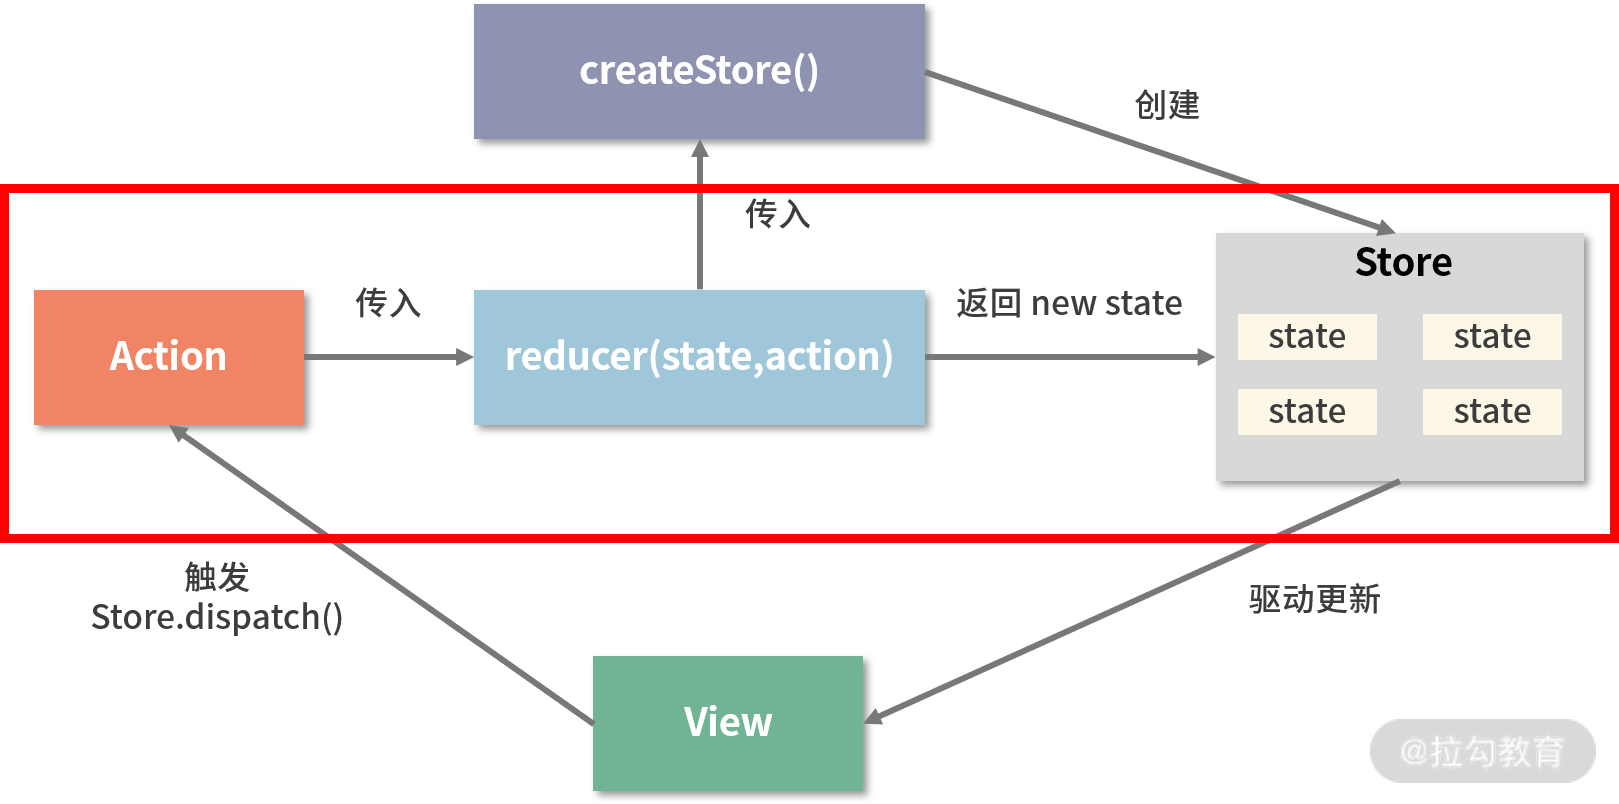 createStore()
创建
传入
Store
Action
传入
reducer(state,action)
返回 new state
state
state
state
state
触发
Store.dispatch()
驱动更新
View
@拉勾教育